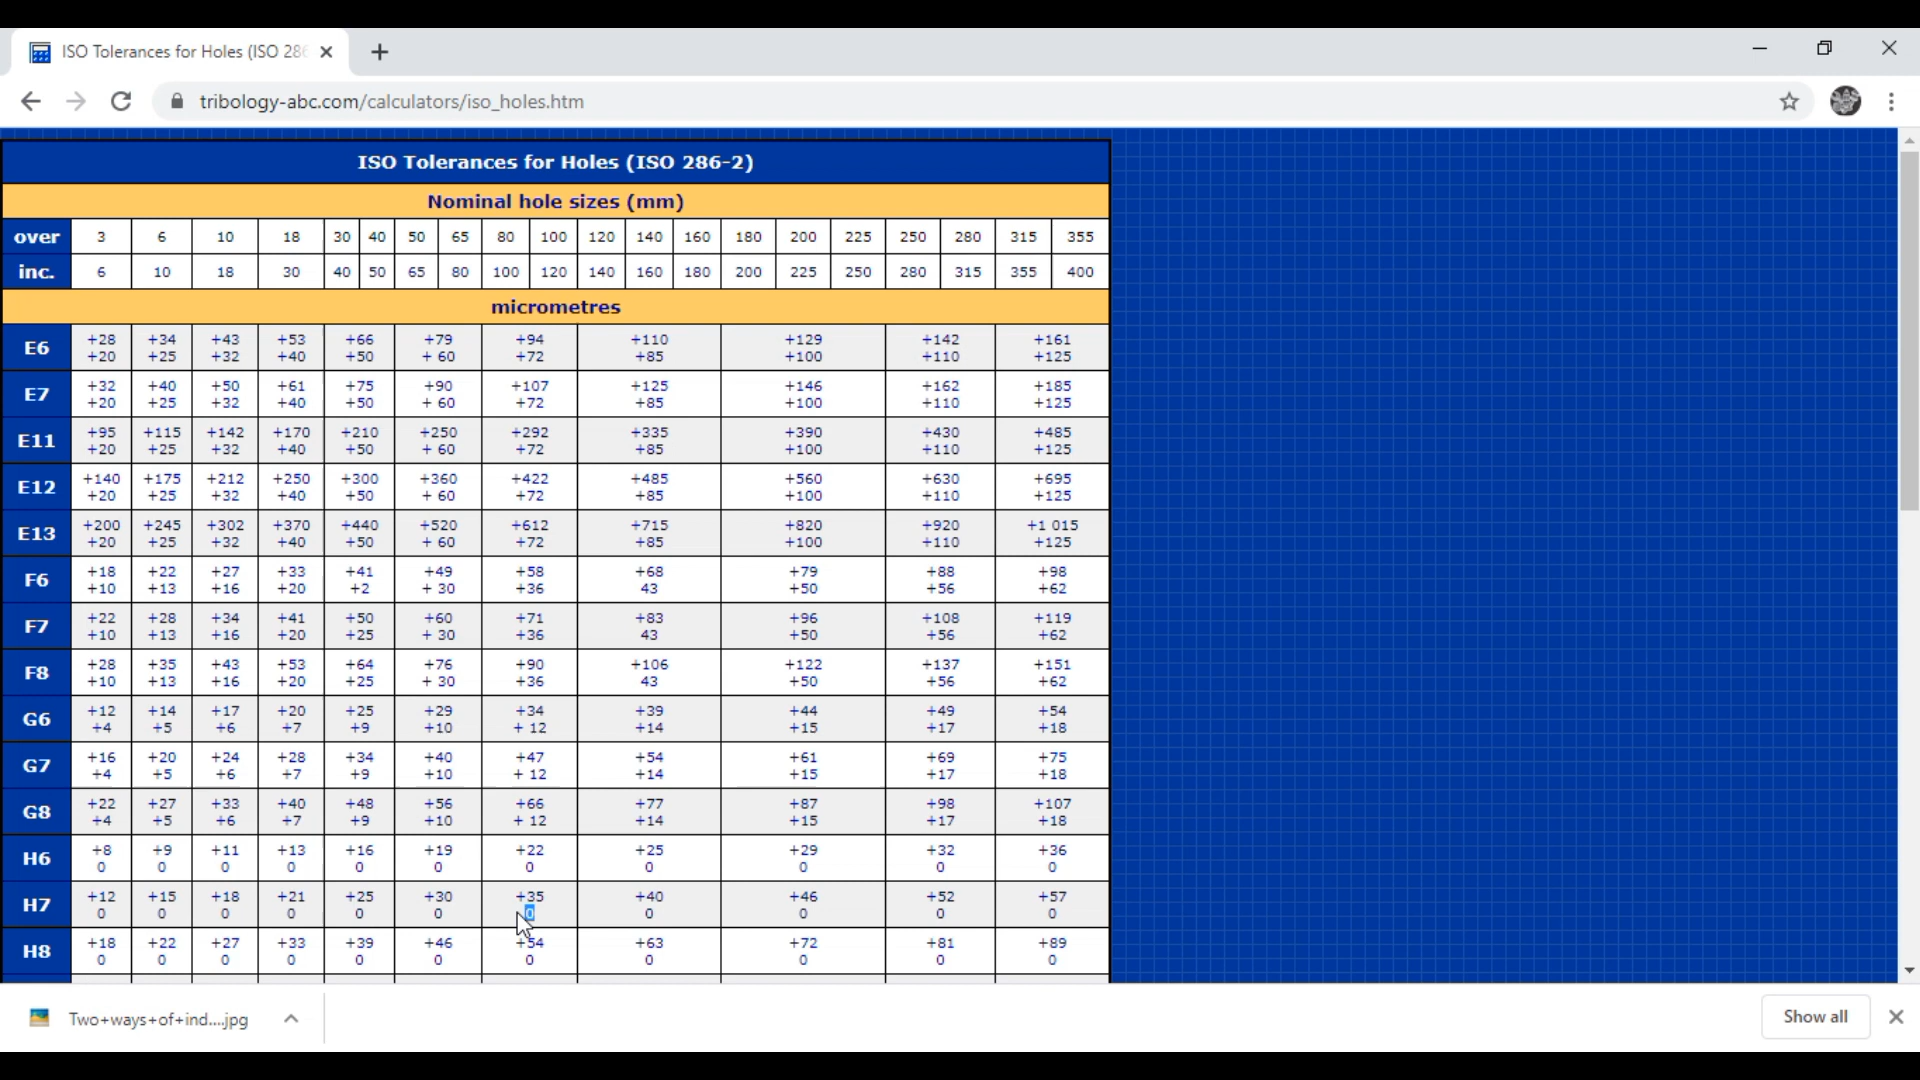 ISO Tolerances for Holes (ISO 286
tribology-abc.com/calculators/iso_holes.htm
ISO Tolerances for Holes (ISO 286-2)
Nominal hole sizes (mm)
over 3 6 10 18 30 40 50 65 80 100 120 140 160 180 200 225 250 280 315 355
inc. 6 10 18 30 40 50 65 80 100 120 140 160 180 200 225 250 280 315 355 400
micrometres
E6 +28 +34 +43 +53 +66 +79 +94 +110 +129 +142 +161
+20 +25 +32 +40 +50 + 60 +72 +85 +100 +110 +125
E7 +32 +40 +50 +61 +75 +90 +107 +125 +146 +162 +185
+20 +25 +32 +40 +50 + 60 +72 +85 +100 +110 +125
E11 +95 +115 +142 +170 +210 +250 +292 +335 +390 +430 +485
+20 +25 +32 +40 +50 + 60 +72 +85 +100 +110 +125
E12 +140 +175 +212 +250 +300 +360 +422 +485 +560 +630 +695
+20 +25 +32 +40 +50 + 60 +72 +85 +100 +110 +125
E13 +200 +245 +302 +370 +440 +520 +612 +715 +820 +920 +1 015
+20 +25 +32 +40 +50 + 60 +72 +85 +100 +110 +125
F6 +18 +22 +27 +33 +41 +49 +58 +68 +79 +88 +98
+10 +13 +16 +20 +2 + 30 +36 43 +50 +56 +62
F7 +22 +28 +34 +41 +50 +60 +71 +83 +96 +108 +119
+10 +13 +16 +20 +25 + 30 +36 43 +50 +56 +62
F8 +28 +35 +43 +53 +64 +76 +90 +106 +122 +137 +151
+10 +13 +16 +20 +25 + 30 +36 43 +50 +56 +62
G6 +12 +14 +17 +20 +25 +29 +34 +39 +44 +49 +54
+4 +5 +6 +7 +9 +10 + 12 +14 +15 +17 +18
G7 +16 +20 +24 +28 +34 +40 +47 +54 +61 +69 +75
+4 +5 +6 +7 +9 +10 + 12 +14 +15 +17 +18
G8 +22 +27 +33 +40 +48 +56 +66 +77 +87 +98 +107
+4 +5 +6 +7 +9 +10 + 12 +14 +15 +17 +18
H6 +8 +9 +11 +13 +16 +19 +22 +25 +29 +32 +36
0 0 0 0 0 0 0 0 0 0 0
H7 +12 +15 +18 +21 +25 +30 +35 +40 +46 +52 +57
0 0 0 0 0 0 0 0 0 0 0
H8 +18 +22 +27 +33 +39 +46 +54 +63 +72 +81 +89
0 0 0 0 0 0 0 0 0 0 0
Two+ways+of+ind....jpg Show all